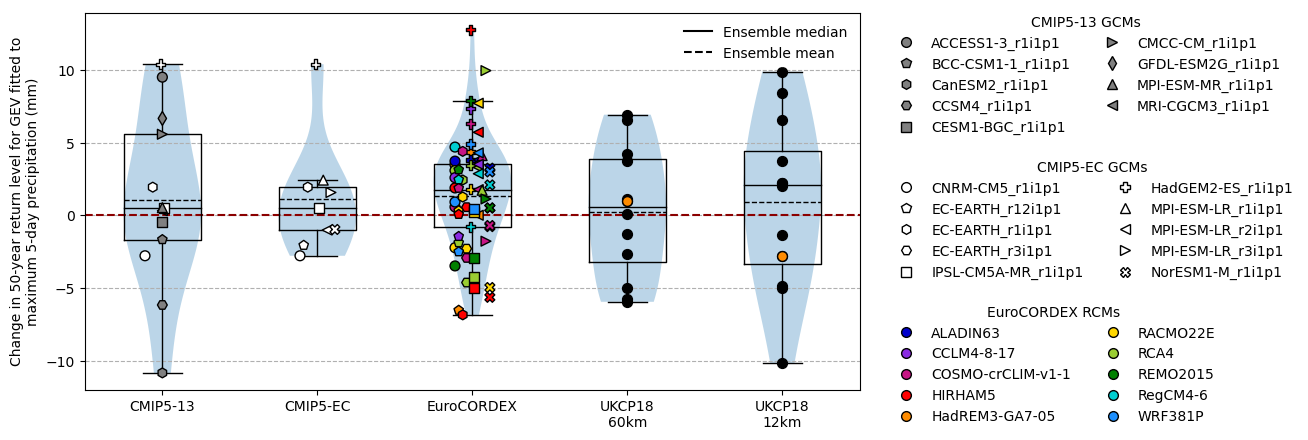 Change in 50-year return level for GEV fitted to
maximum 5-day precipitation (mm)
10
5
0
−5
−10
CMIP5-13
CMIP5-EC
EuroCORDEX
UKCP18
60km
UKCP18
12km
Ensemble median
Ensemble mean
CMIP5-13 GCMs
ACCESS1-3_r1i1p1
BCC-CSM1-1_r1i1p1
CanESM2_r1i1p1
CCSM4_r1i1p1
CESM1-BGC_r1i1p1
CMCC-CM_r1i1p1
GFDL-ESM2G_r1i1p1
MPI-ESM-MR_r1i1p1
MRI-CGCM3_r1i1p1
CMIP5-EC GCMs
CNRM-CM5_r1i1p1
EC-EARTH_r12i1p1
EC-EARTH_r1i1p1
EC-EARTH_r3i1p1
IPSL-CM5A-MR_r1i1p1
HadGEM2-ES_r1i1p1
MPI-ESM-LR_r1i1p1
MPI-ESM-LR_r2i1p1
MPI-ESM-LR_r3i1p1
NorESM1-M_r1i1p1
EuroCORDEX RCMs
ALADIN63
CCLM4-8-17
COSMO-crCLIM-v1-1
HIRHAM5
HadREM3-GA7-05
RACMO22E
RCA4
REMO2015
RegCM4-6
WRF381P